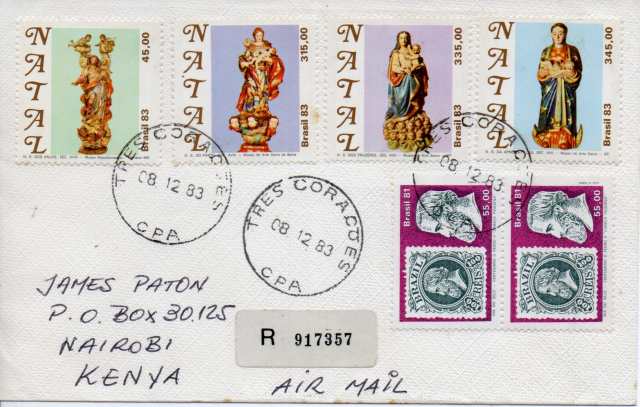 NATAL
45,00
Brasil 83
NATAL
315,00
Brasil 83
NATAL
335,00
Brasil 83
NATAL
455,00
Brasil 83
TRES CORACOES
08 12 83
CPA
TRES CORACOES
08 12 83
CPA
TRES CORACOES
08 12 83
Brasil 81
55,00
BRAZIL
Brasil 81
55,00
BRAZIL
JAMES PATON
P.O. BOX 30.125
NAIROBI
KENYA
R 917357
AIR MAIL